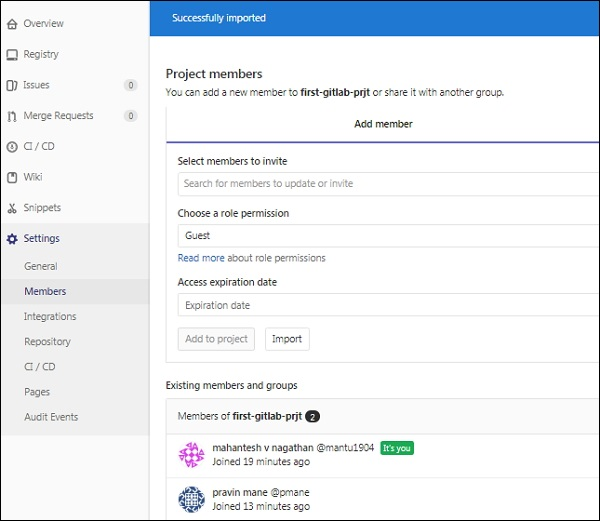 Overview
Registry
Issues 0
Merge Requests 0
CI / CD
Wiki
Snippets
Settings
General
Members
Integrations
Repository
CI / CD
Pages
Audit Events
Successfully imported
Project members
You can add a new member to first-gitlab-prjt or share it with another group.
Add member
Select members to invite
Search for members to update or invite
Choose a role permission
Guest
Read more about role permissions
Access expiration date
Expiration date
Add to project Import
Existing members and groups
Members of first-gitlab-prjt 2
mahantesh v nagathan @mantu1904 It's you
Joined 19 minutes ago
pravin mane @pmane
Joined 13 minutes ago